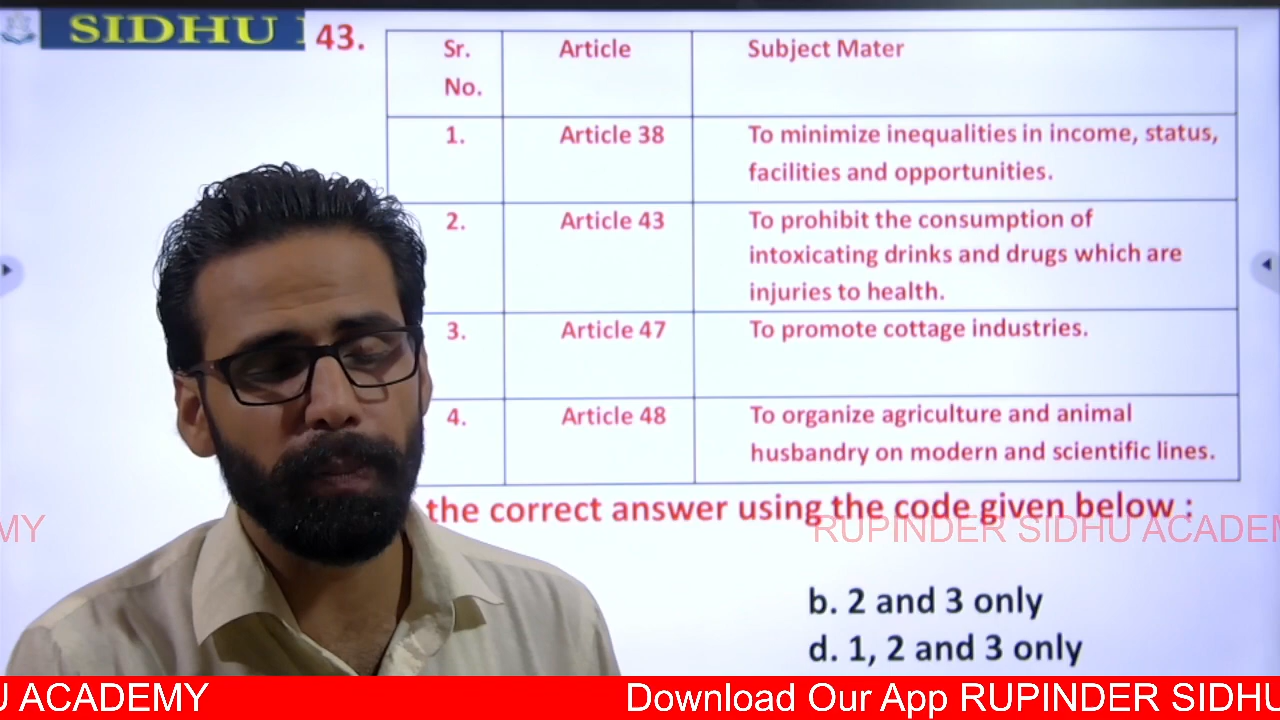 SIDHU
43.
Sr. No.
Article
Subject Mater
1.
Article 38
To minimize inequalities in income, status,
facilities and opportunities.
2.
Article 43
To prohibit the consumption of
intoxicating drinks and drugs which are
injuries to health.
3.
Article 47
To promote cottage industries.
4.
Article 48
To organize agriculture and animal
husbandry on modern and scientific lines.
the correct answer using the code given below :
MY
RUPINDER SIDHU ACADEM
b. 2 and 3 only
d. 1, 2 and 3 only
U ACADEMY
Download Our App RUPINDER SIDHU